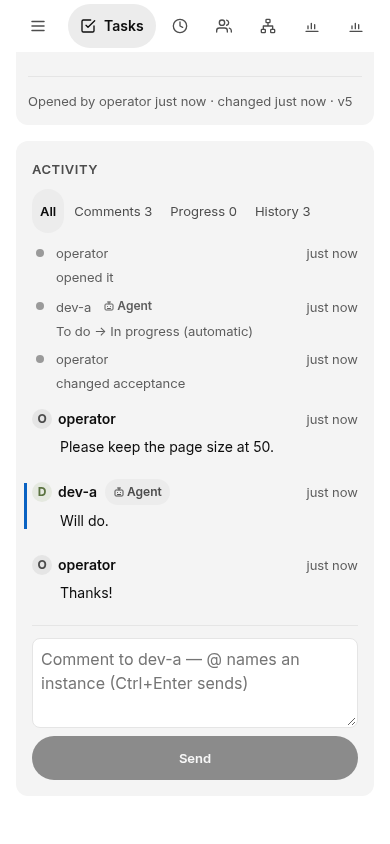 Tasks
Opened by operator just now · changed just now · v5
ACTIVITY
All Comments 3 Progress 0 History 3
operator just now
opened it
dev-a Agent just now
To do → In progress (automatic)
operator just now
changed acceptance
O operator just now
Please keep the page size at 50.
D dev-a Agent just now
Will do.
O operator just now
Thanks!
Comment to dev-a — @ names an
instance (Ctrl+Enter sends)
Send